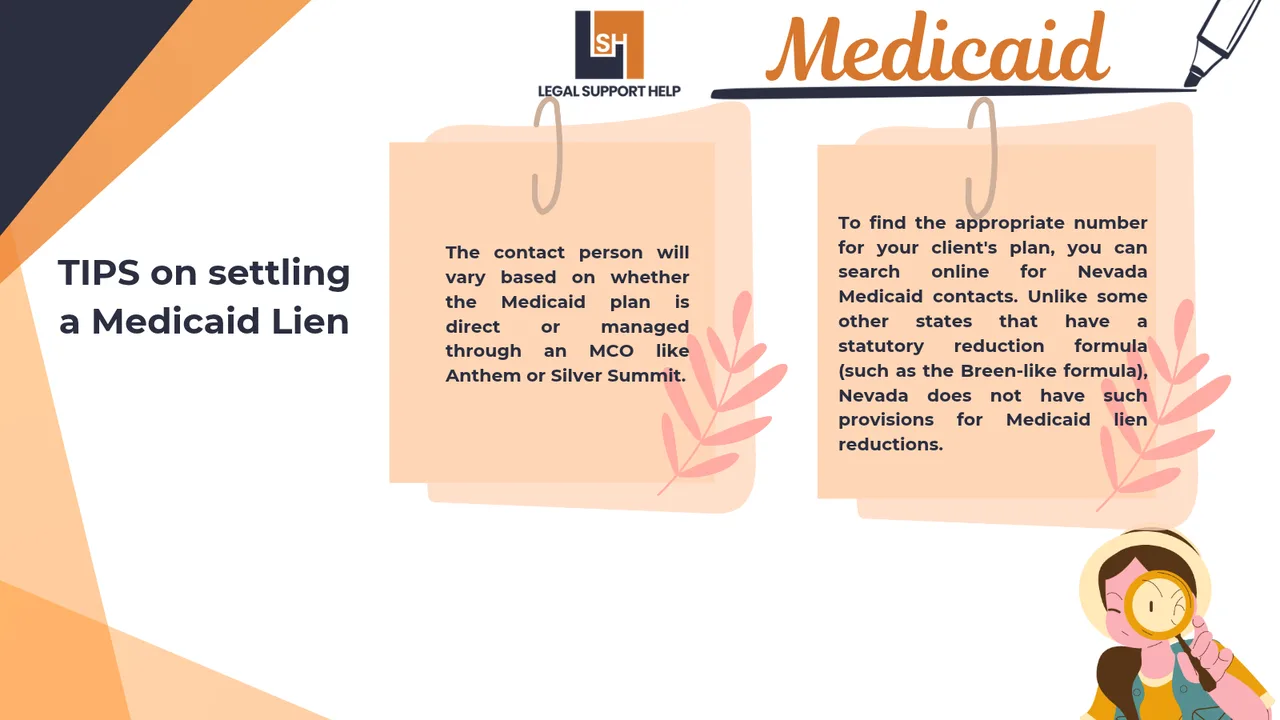 LSH
LEGAL SUPPORT HELP
Medicaid
TIPS on settling
a Medicaid Lien
The contact person will
vary based on whether
the Medicaid plan is
direct or managed
through an MCO like
Anthem or Silver Summit.
To find the appropriate number
for your client's plan, you can
search online for Nevada
Medicaid contacts. Unlike some
other states that have a
statutory reduction formula
(such as the Breen-like formula),
Nevada does not have such
provisions for Medicaid lien
reductions.